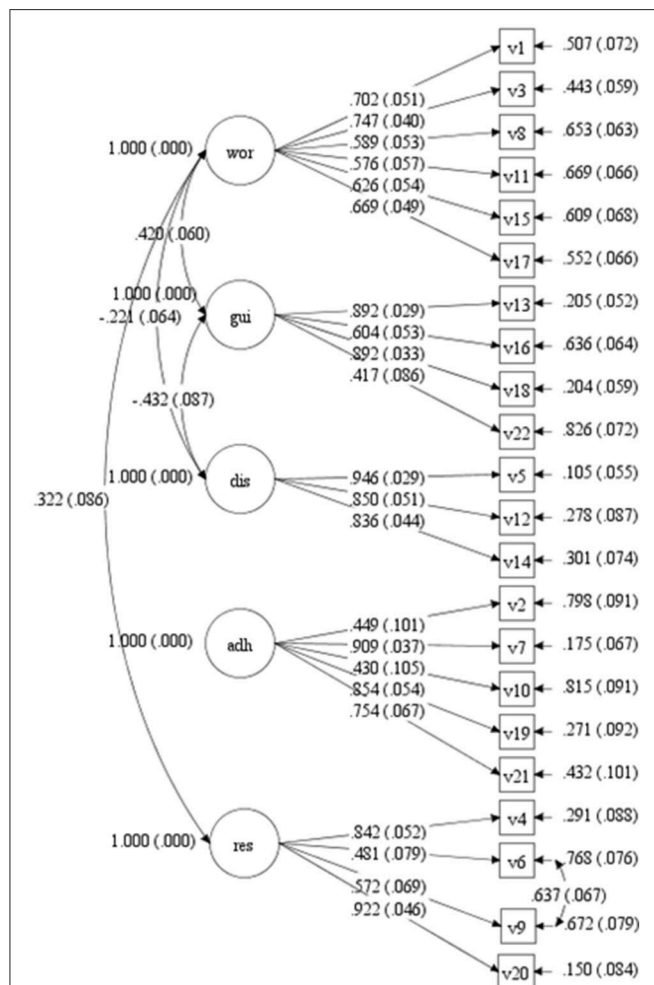 v1 .507 (.072)
.702 (.051) v3 .443 (.059)
.747 (.040)
1.000 (.000) wor .589 (.053) v8 .653 (.063)
.576 (.057) v11 .669 (.066)
.626 (.054)
.669 (.049) v15 .609 (.068)
.420 (.060) v17 .552 (.066)
1.000 (.000) gui .892 (.029) v13 .205 (.052)
-.221 (.064) .604 (.053) v16 .636 (.064)
.892 (.033)
.417 (.086) v18 .204 (.059)
-.432 (.087) v22 .826 (.072)
1.000 (.000) dis .946 (.029) v5 .105 (.055)
.322 (.086) .850 (.051) v12 .278 (.087)
.836 (.044)
v14 .301 (.074)
.449 (.101) v2 .798 (.091)
1.000 (.000) adh .909 (.037) v7 .175 (.067)
.430 (.105) v10 .815 (.091)
.854 (.054)
.754 (.067) v19 .271 (.092)
v21 .432 (.101)
.842 (.052) v4 .291 (.088)
1.000 (.000) res .481 (.079) v6 .768 (.076)
.572 (.069) .637 (.067)
.922 (.046) v9 .672 (.079)
v20 .150 (.084)